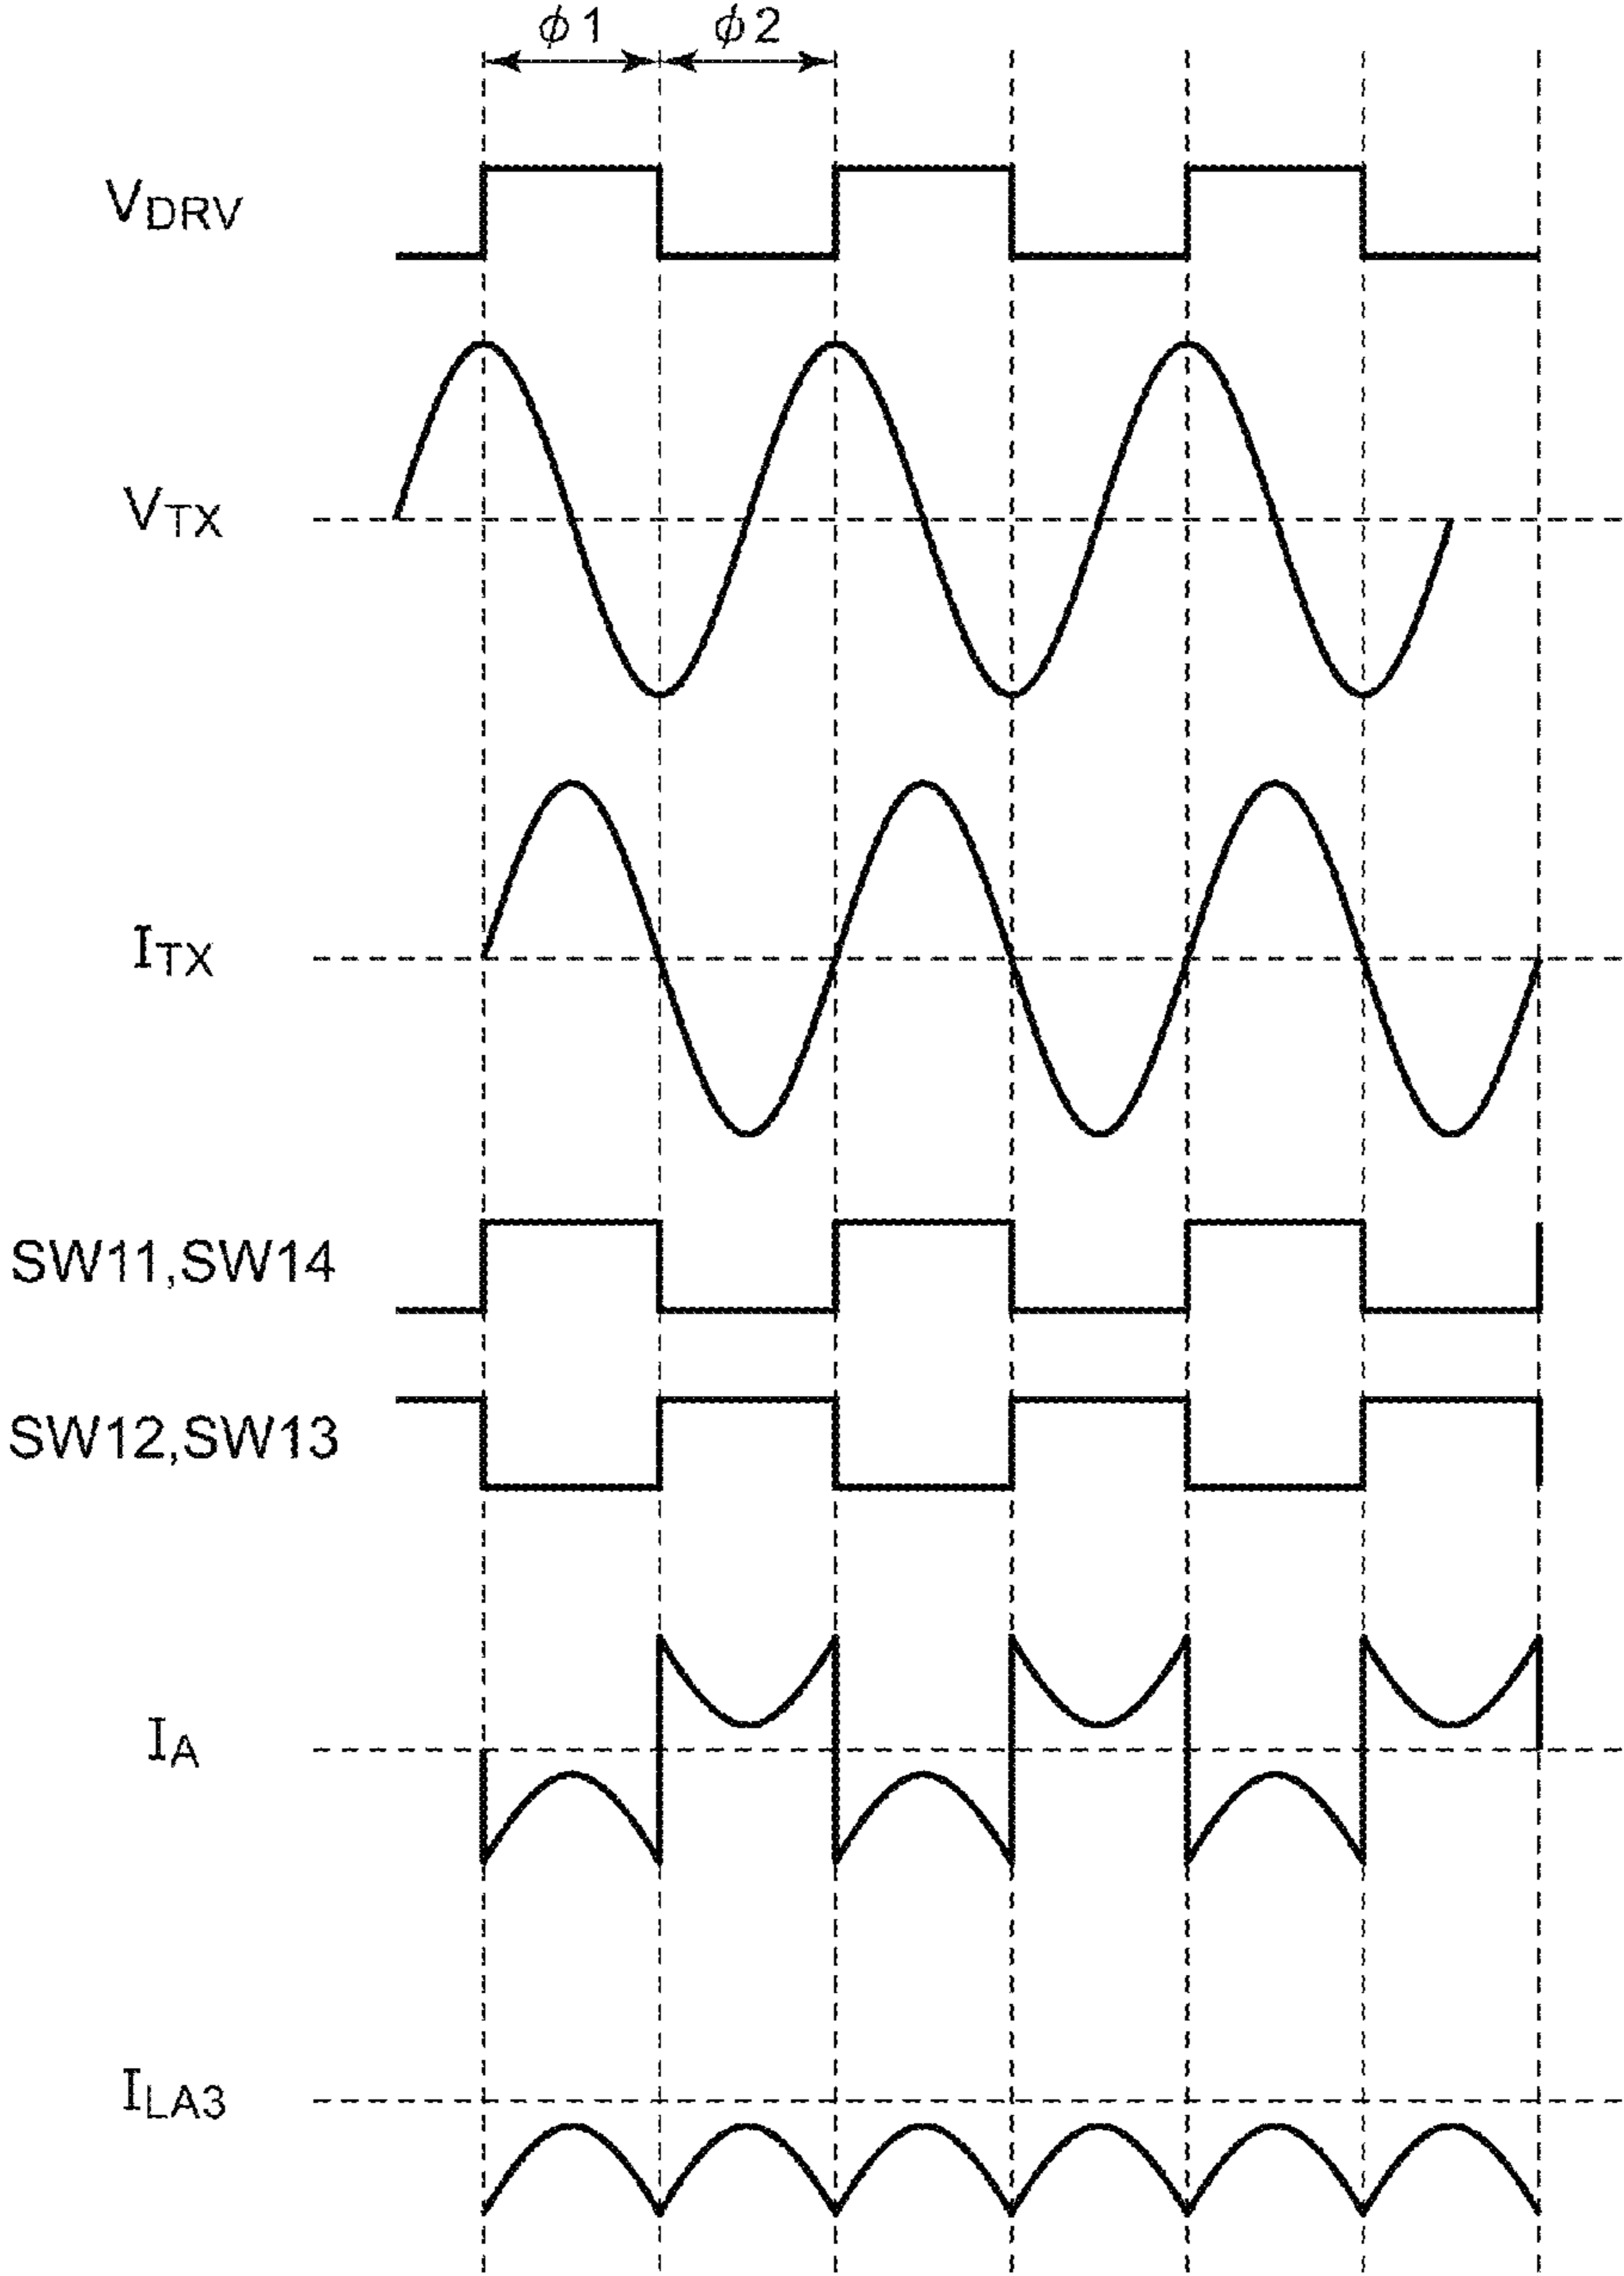 ϕ1 ϕ2
VDRV
VTX
ITX
SW11,SW14
SW12,SW13
IA
ILA3